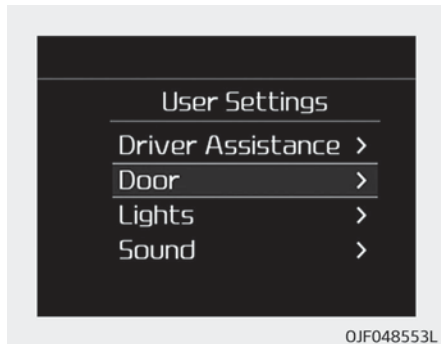 User Settings
Driver Assistance >
Door >
Lights >
Sound >
OJF048553L